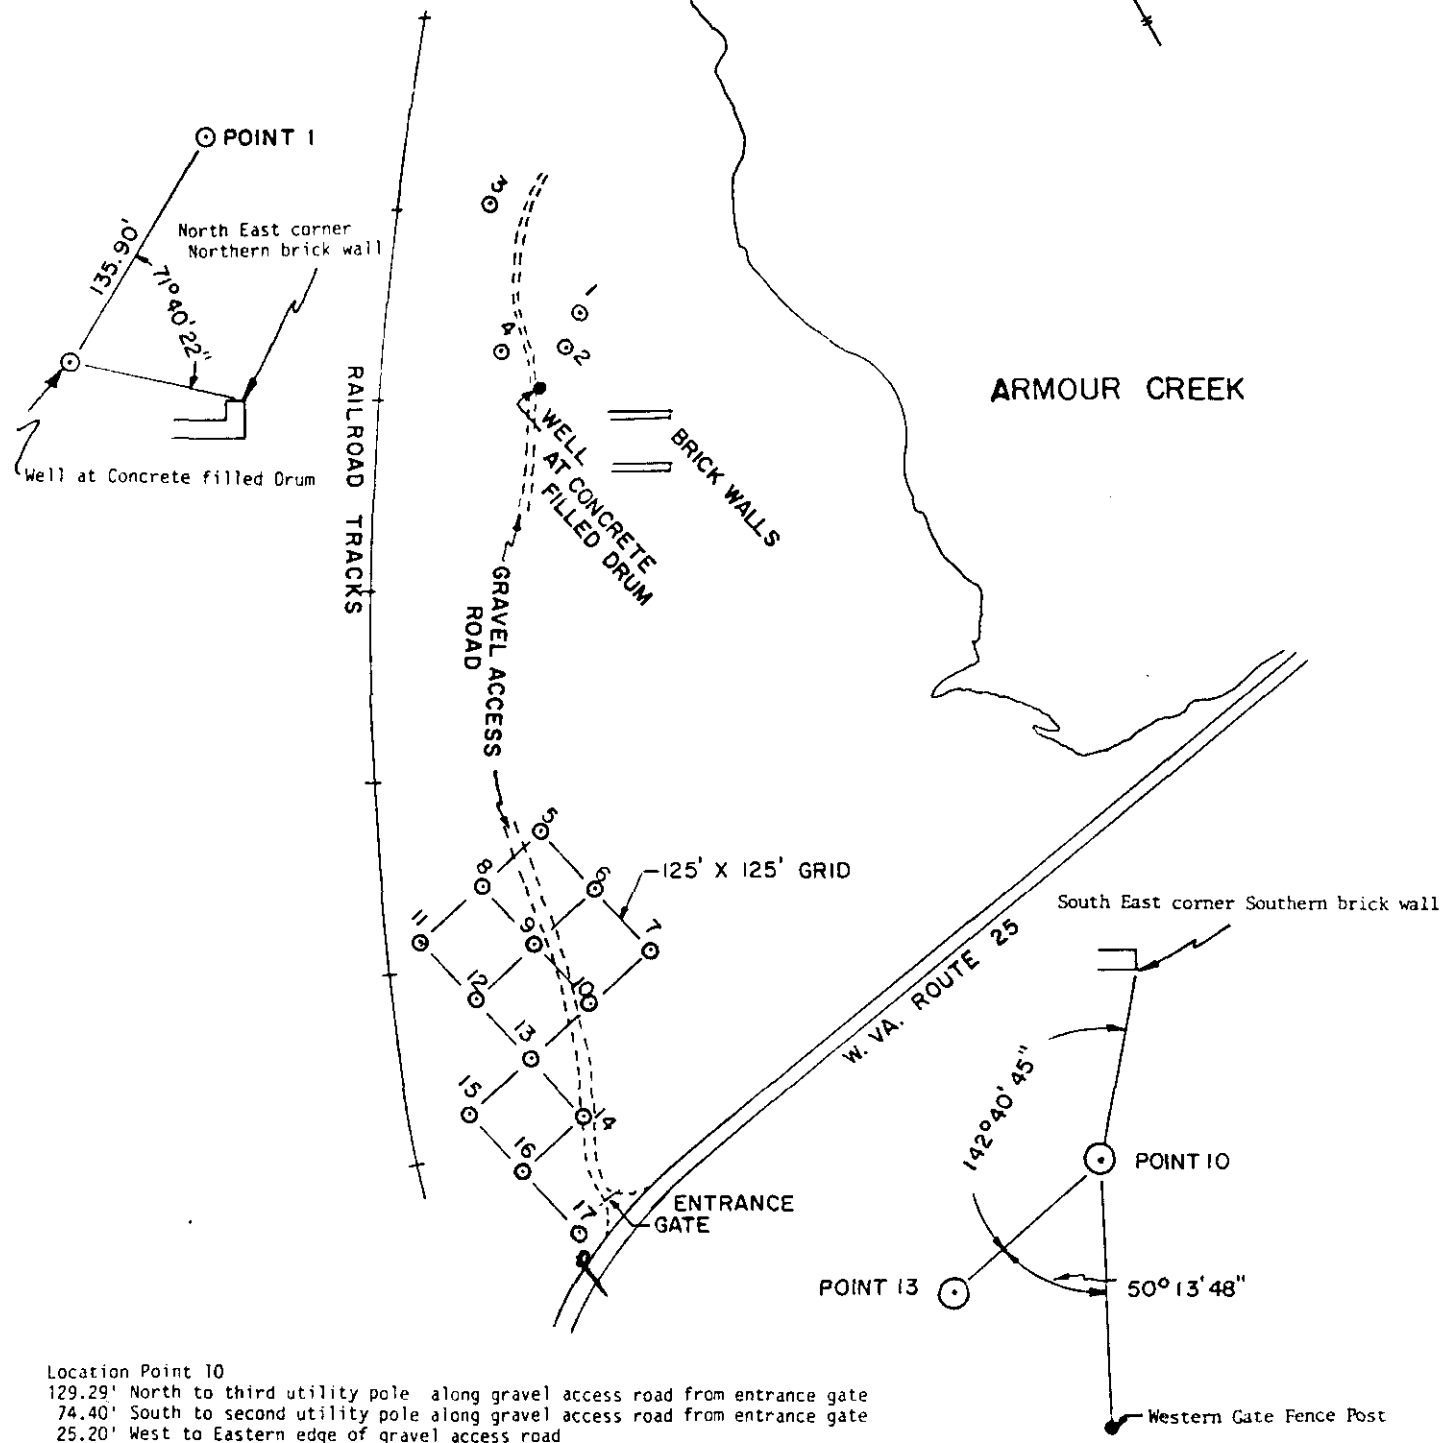 POINT 1
North East corner
Northern brick wall
135.90'
71°40'22"
Well at Concrete filled Drum
RAILROAD TRACKS
3
1
4
2
WELL
AT CONCRETE
FILLED DRUM
BRICK WALLS
ARMOUR CREEK
GRAVEL ACCESS
ROAD
5
8
6
125' X 125' GRID
11
9
7
12
10
13
15
14
16
17
ENTRANCE
GATE
W. VA. ROUTE 25
South East corner Southern brick wall
142°40'45"
POINT 10
POINT 13
50°13'48"
Western Gate Fence Post
Location Point 10
129.29' North to third utility pole along gravel access road from entrance gate
74.40' South to second utility pole along gravel access road from entrance gate
25.20' West to Eastern edge of gravel access road